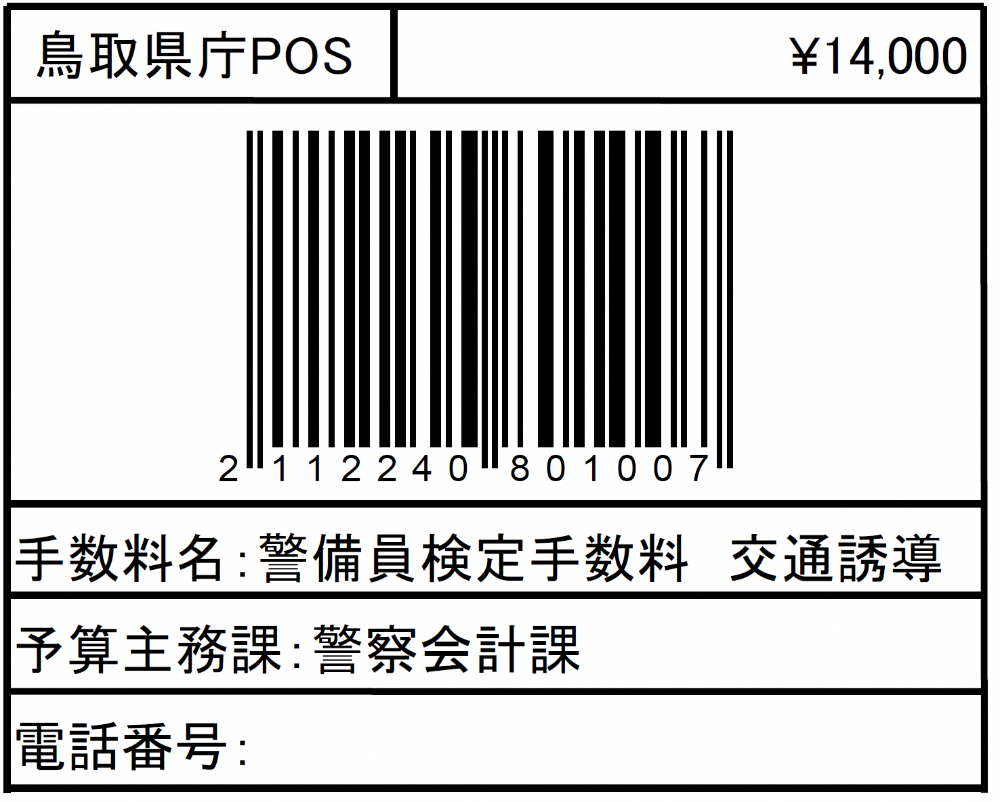 鳥取県庁POS ¥14,000
2 112240 801007
手数料名:警備員検定手数料　交通誘導
予算主務課:警察会計課
電話番号: